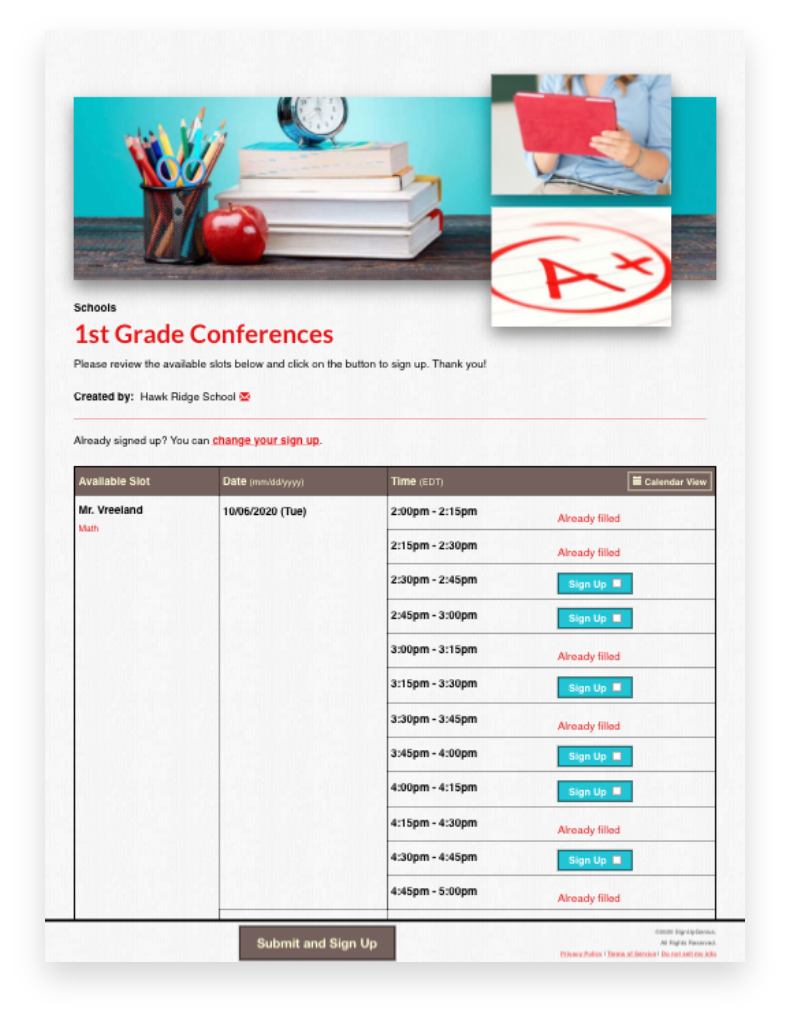 A+
Schools
1st Grade Conferences
Please review the available slots below and click on the button to sign up. Thank you!
Created by: Hawk Ridge School
Already signed up? You can change your sign up.
Available Slot Date (mm/dd/yyyy) Time (EDT) Calendar View
Mr. Vreeland 10/06/2020 (Tue) 2:00pm - 2:15pm Already filled
Math
2:15pm - 2:30pm Already filled
2:30pm - 2:45pm Sign Up
2:45pm - 3:00pm Sign Up
3:00pm - 3:15pm Already filled
3:15pm - 3:30pm Sign Up
3:30pm - 3:45pm Already filled
3:45pm - 4:00pm Sign Up
4:00pm - 4:15pm Sign Up
4:15pm - 4:30pm Already filled
4:30pm - 4:45pm Sign Up
4:45pm - 5:00pm Already filled
Submit and Sign Up
©2020 SignUpGenius.
All Rights Reserved.
Privacy Policy | Terms of Service | Do not sell my info